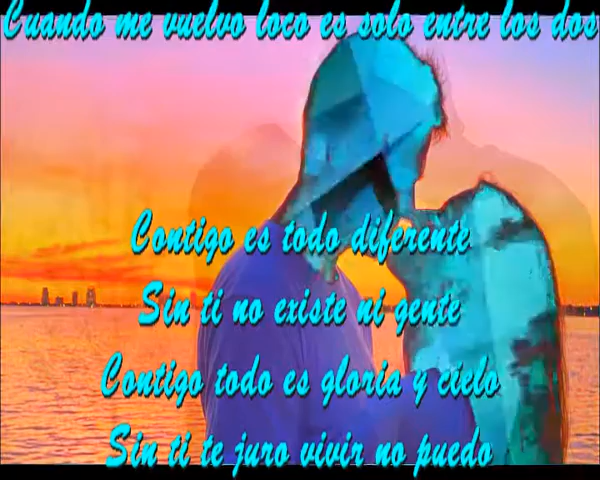 Cuando me vuelvo loco es solo entre los dos
Contigo es todo diferente
Sin ti no existe ni gente
Contigo todo es gloria y cielo
Sin ti te juro vivir no puedo